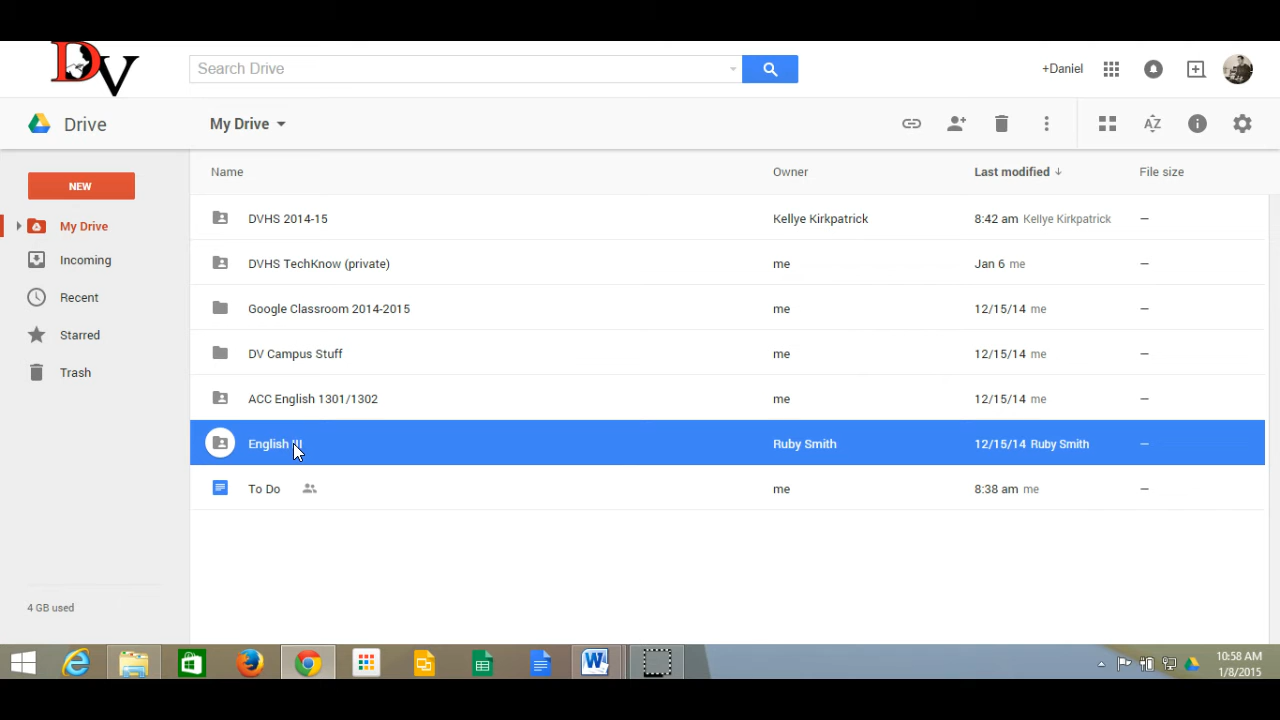 DV
Search Drive
+Daniel
Drive
My Drive
NEW
Name
Owner
Last modified
File size
My Drive
Incoming
Recent
Starred
Trash
4 GB used
DVHS 2014-15
Kellye Kirkpatrick
8:42 am Kellye Kirkpatrick
—
DVHS TechKnow (private)
me
Jan 6 me
—
Google Classroom 2014-2015
me
12/15/14 me
—
DV Campus Stuff
me
12/15/14 me
—
ACC English 1301/1302
me
12/15/14 me
—
English III
Ruby Smith
12/15/14 Ruby Smith
—
To Do
me
8:38 am me
—
10:58 AM
1/8/2015